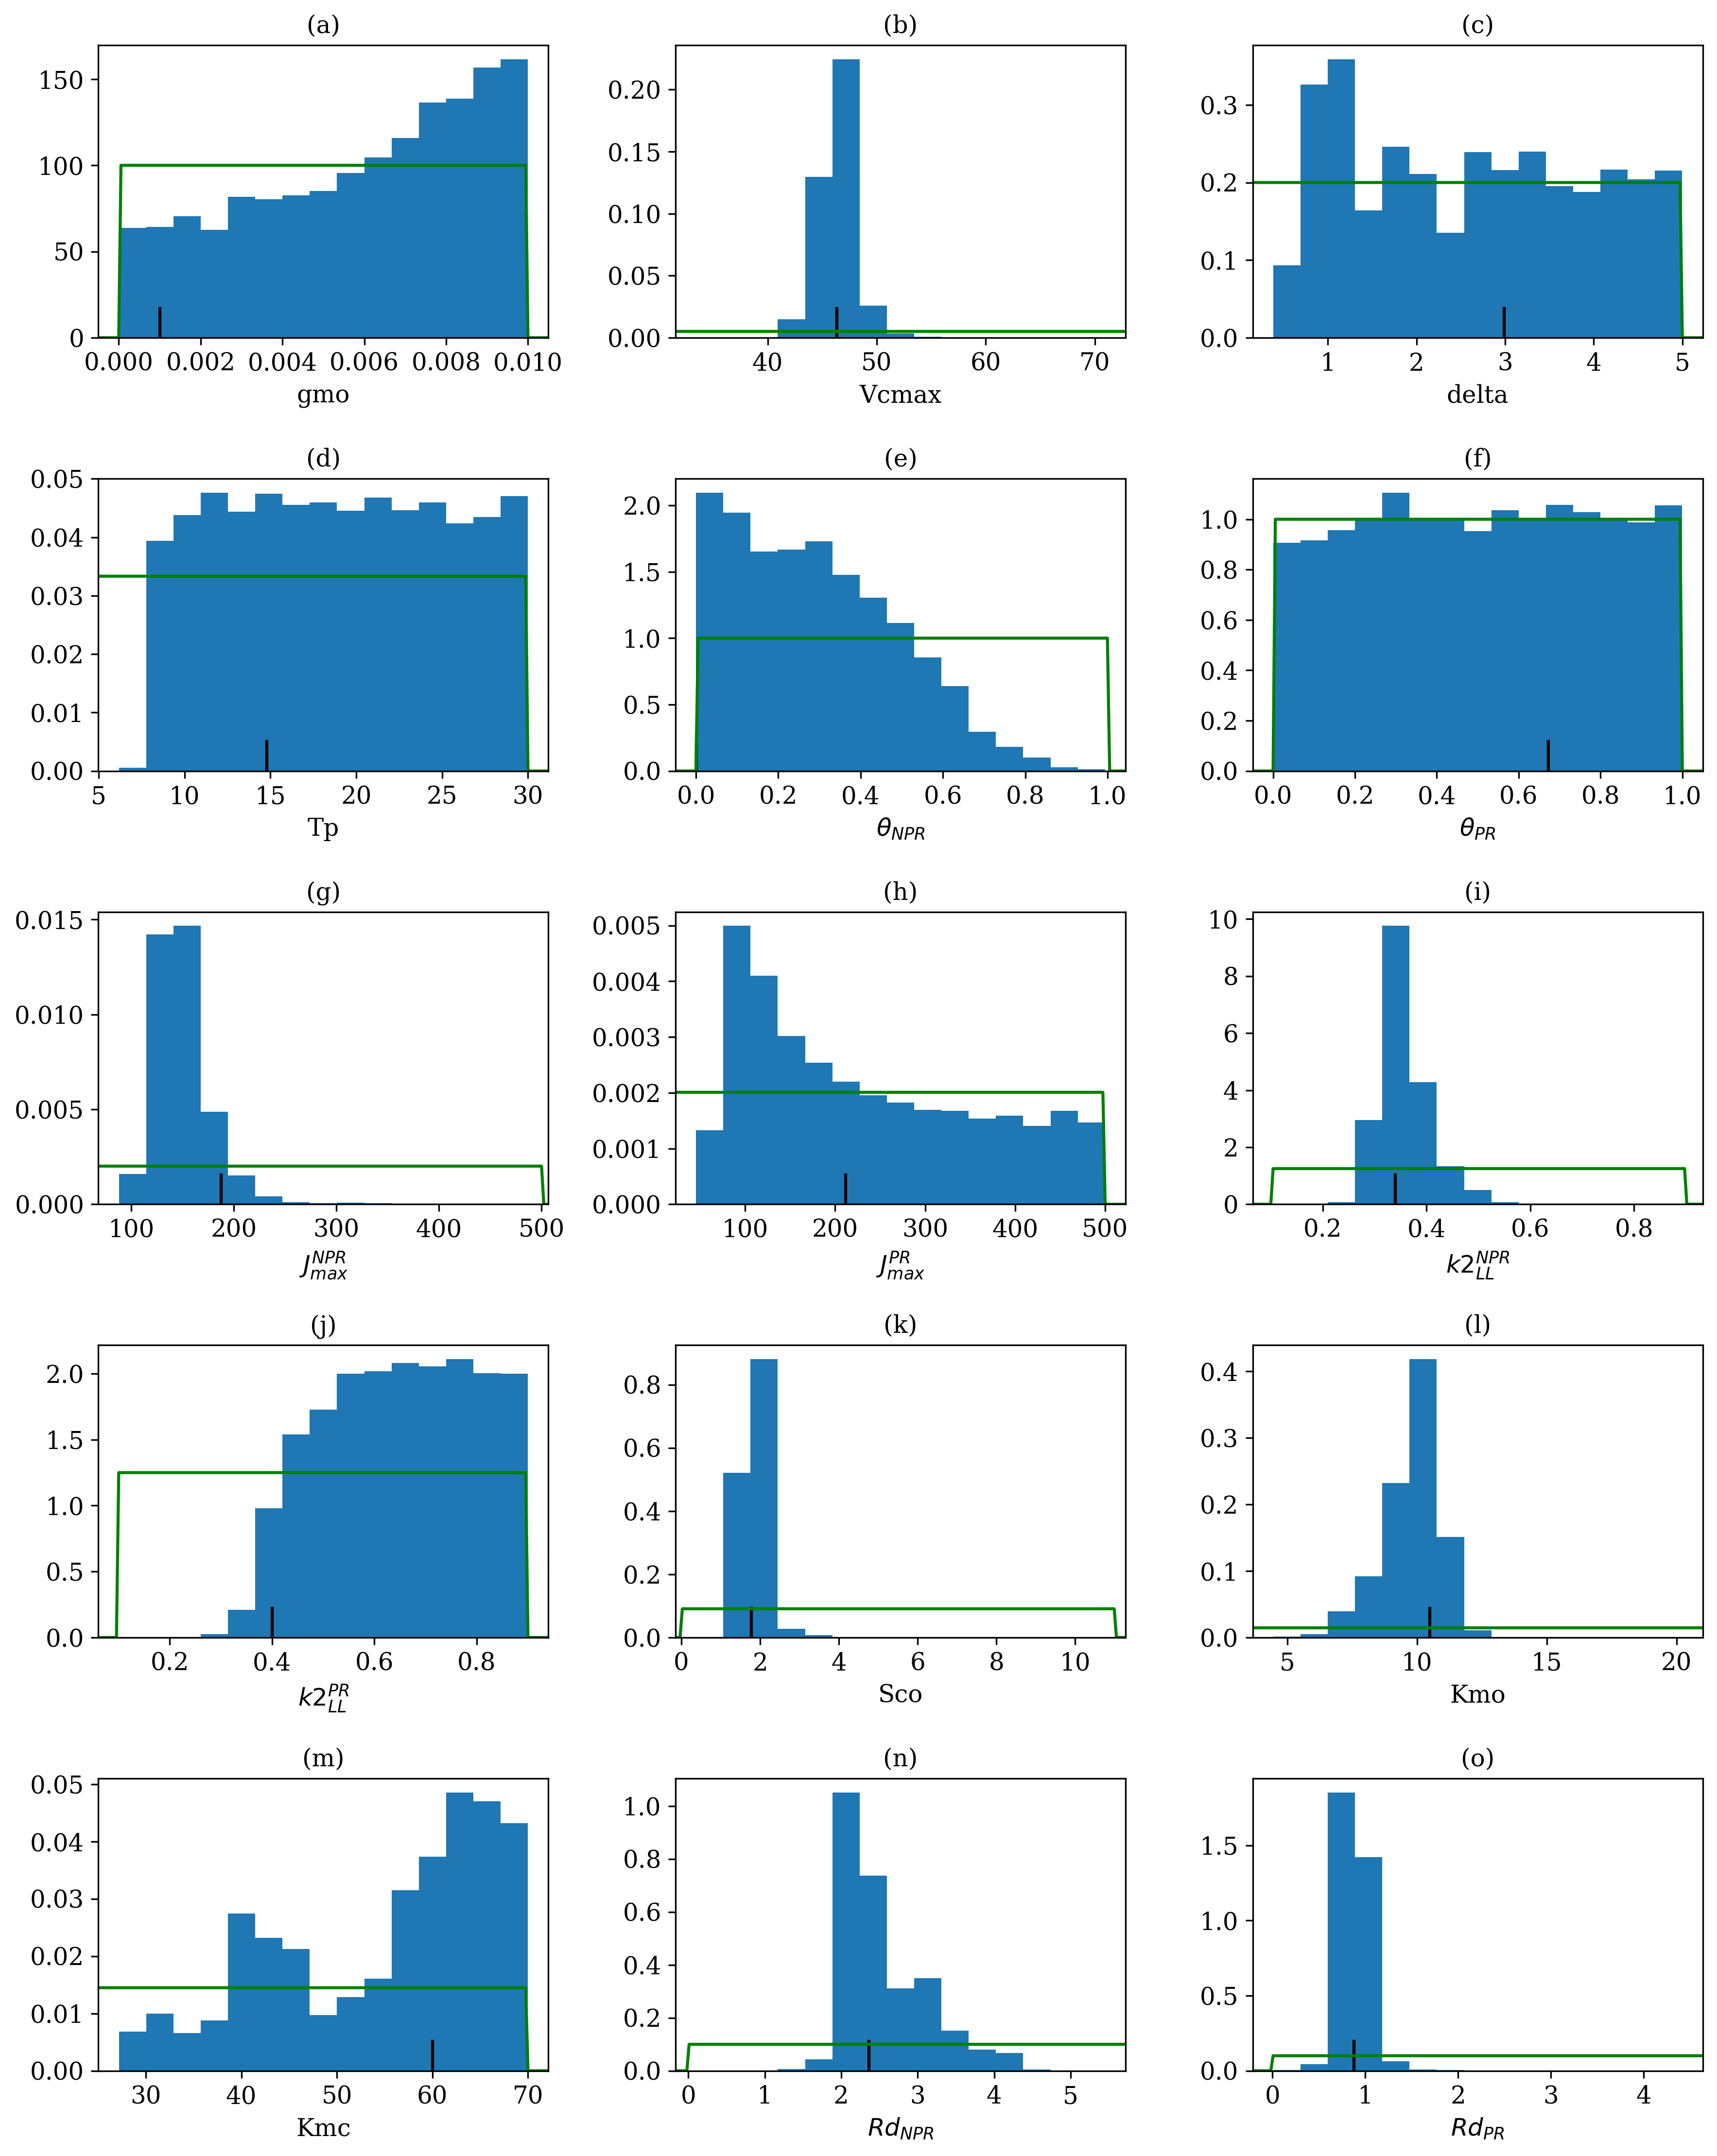 (a) (b) (c)
150 100 50 0
0.20 0.15 0.10 0.05 0.00
0.3 0.2 0.1 0.0
0.000 0.002 0.004 0.006 0.008 0.010
40 50 60 70
1 2 3 4 5
gmo Vcmax delta
(d) (e) (f)
0.05 0.04 0.03 0.02 0.01 0.00
2.0 1.5 1.0 0.5 0.0
1.0 0.8 0.6 0.4 0.2 0.0
5 10 15 20 25 30
0.0 0.2 0.4 0.6 0.8 1.0
0.0 0.2 0.4 0.6 0.8 1.0
Tp θNPR θPR
(g) (h) (i)
0.015 0.010 0.005 0.000
0.005 0.004 0.003 0.002 0.001 0.000
10 8 6 4 2 0
100 200 300 400 500
100 200 300 400 500
0.2 0.4 0.6 0.8
J max NPR J max PR k2 LL NPR
(j) (k) (l)
2.0 1.5 1.0 0.5 0.0
0.8 0.6 0.4 0.2 0.0
0.4 0.3 0.2 0.1 0.0
0.2 0.4 0.6 0.8
0 2 4 6 8 10
5 10 15 20
k2 LL PR Sco Kmo
(m) (n) (o)
0.05 0.04 0.03 0.02 0.01 0.00
1.0 0.8 0.6 0.4 0.2 0.0
1.5 1.0 0.5 0.0
30 40 50 60 70
0 1 2 3 4 5
0 1 2 3 4
Kmc RdNPR RdPR